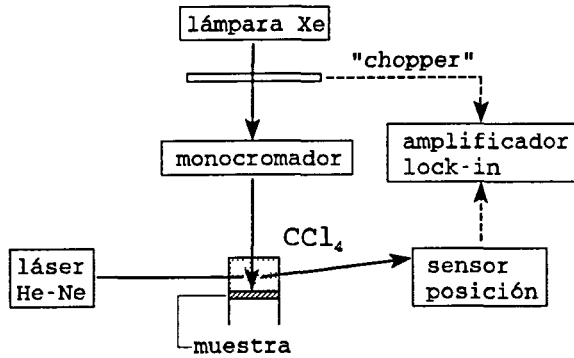 lámpara Xe
"chopper"
amplificador
lock-in
monocromador
CCl₄
láser
He-Ne
sensor
posición
muestra